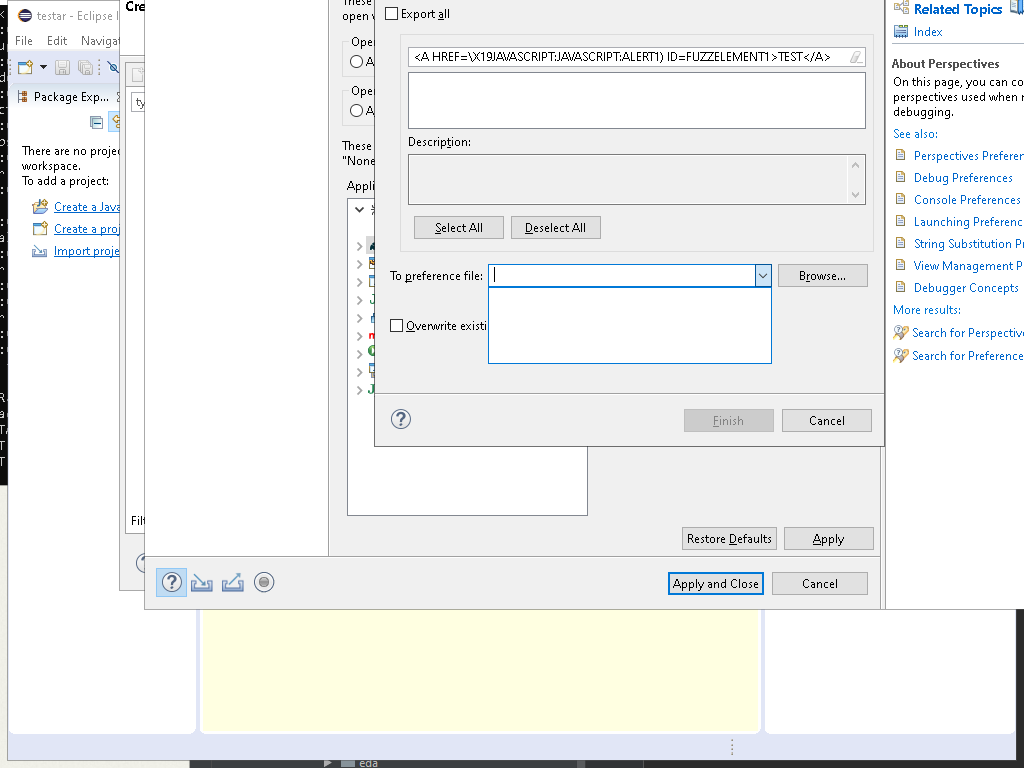 testar - Eclipse I
File Edit Navigat
Package Exp...
There are no proje
workspace.
To add a project:
Create a Java
Create a proj
Import proje
Cre
ty
Filt
These
open v
Open
A
Open
A
These
"None
Appli
Export all
<A HREF=\X19JAVASCRIPT:JAVASCRIPT:ALERT1) ID=FUZZELEMENT1>TEST</A>
Description:
Select All
Deselect All
To preference file:
Browse...
Overwrite existi
Finish
Cancel
Restore Defaults
Apply
Apply and Close
Cancel
Related Topics
Index
About Perspectives
On this page, you can co
perspectives used when r
debugging.
See also:
Perspectives Preferen
Debug Preferences
Console Preferences
Launching Preferenc
String Substitution Pr
View Management P
Debugger Concepts
More results:
Search for Perspectiv
Search for Preference
eda